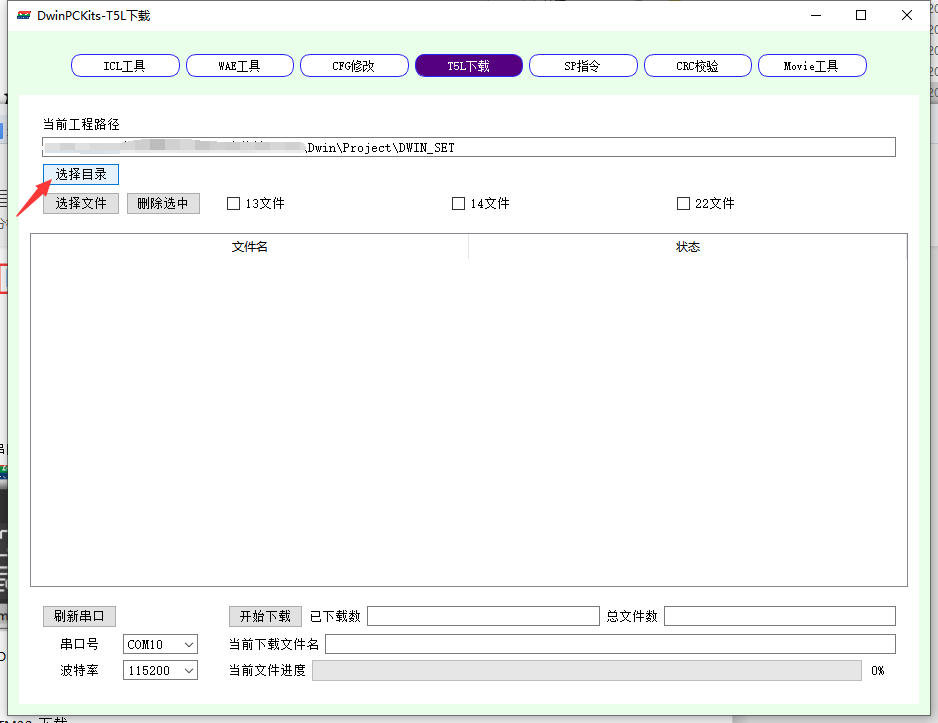 DwinPCKits-T5L下载
ICL工具 WAE工具 CFG修改 T5L下载 SP指令 CRC校验 Movie工具
当前工程路径
\Dwin\Project\DWIN_SET
选择目录
选择文件 删除选中 13文件 14文件 22文件
文件名 状态
刷新串口 开始下载 已下载数 总文件数
串口号 COM10 当前下载文件名
波特率 115200 当前文件进度 0%
下载